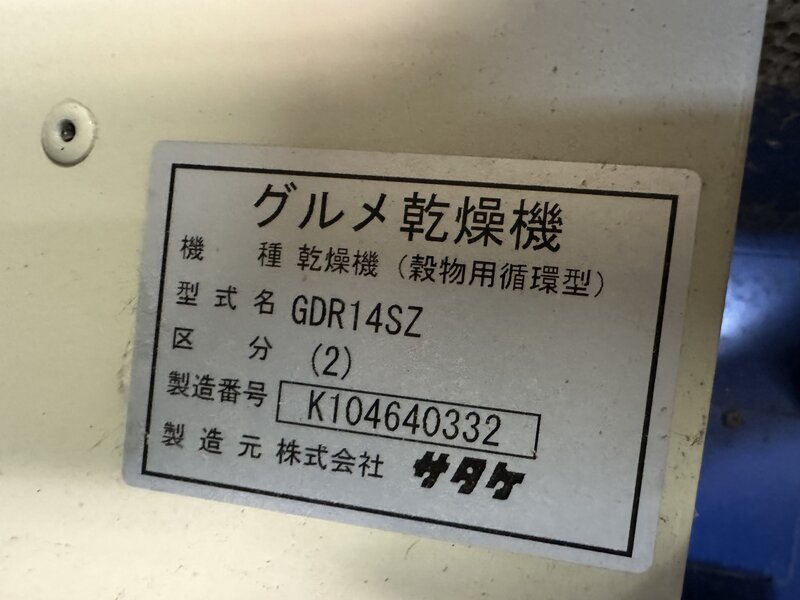 グルメ乾燥機
機種 乾燥機（穀物用循環型）
型式名 GDR14SZ
区分 (2)
製造番号 K104640332
製造元 株式会社 サタケ